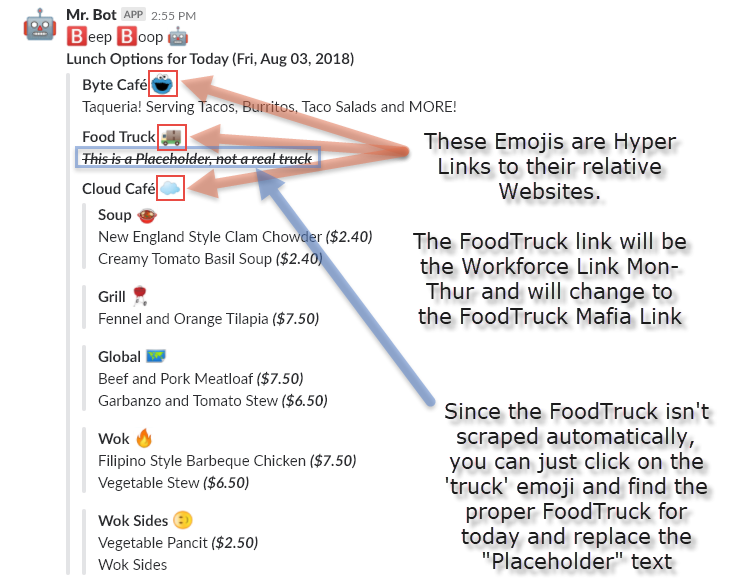 Mr. Bot APP 2:55 PM
🅱eep 🅱oop 🤖
Lunch Options for Today (Fri, Aug 03, 2018)
Byte Café
Taqueria! Serving Tacos, Burritos, Taco Salads and MORE!
Food Truck
This is a Placeholder, not a real truck
Cloud Café
Soup
New England Style Clam Chowder ($2.40)
Creamy Tomato Basil Soup ($2.40)
Grill
Fennel and Orange Tilapia ($7.50)
Global
Beef and Pork Meatloaf ($7.50)
Garbanzo and Tomato Stew ($6.50)
Wok
Filipino Style Barbeque Chicken ($7.50)
Vegetable Stew ($6.50)
Wok Sides
Vegetable Pancit ($2.50)
Wok Sides
These Emojis are Hyper
Links to their relative
Websites.
The FoodTruck link will be
the Workforce Link Mon-
Thur and will change to
the FoodTruck Mafia Link
Since the FoodTruck isn't
scraped automatically,
you can just click on the
'truck' emoji and find the
proper FoodTruck for
today and replace the
"Placeholder" text